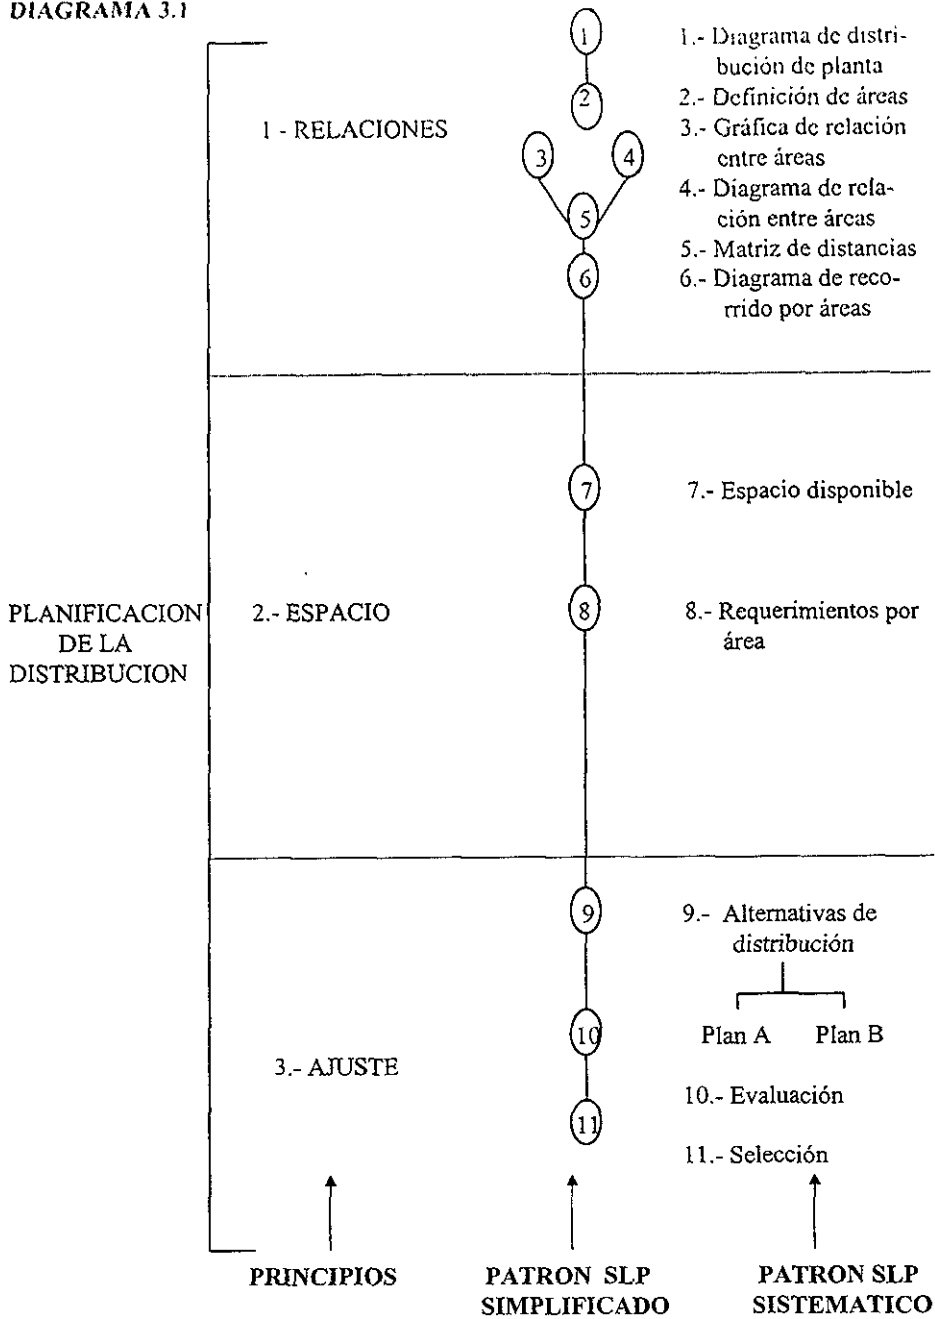 DIAGRAMA 3.1
1
1.- Diagrama de distri-
bución de planta
2
2.- Definición de áreas
1 - RELACIONES
3
4
3.- Gráfica de relación
entre áreas
4.- Diagrama de rela-
ción entre áreas
5
5.- Matriz de distancias
6
6.- Diagrama de reco-
rrido por áreas
7
7.- Espacio disponible
PLANIFICACION
DE LA
DISTRIBUCION
2.- ESPACIO
8
8.- Requerimientos por
área
9
9.- Alternativas de
distribución
Plan A Plan B
10
3.- AJUSTE
10.- Evaluación
11
11.- Selección
PRINCIPIOS
PATRON SLP
SIMPLIFICADO
PATRON SLP
SISTEMATICO